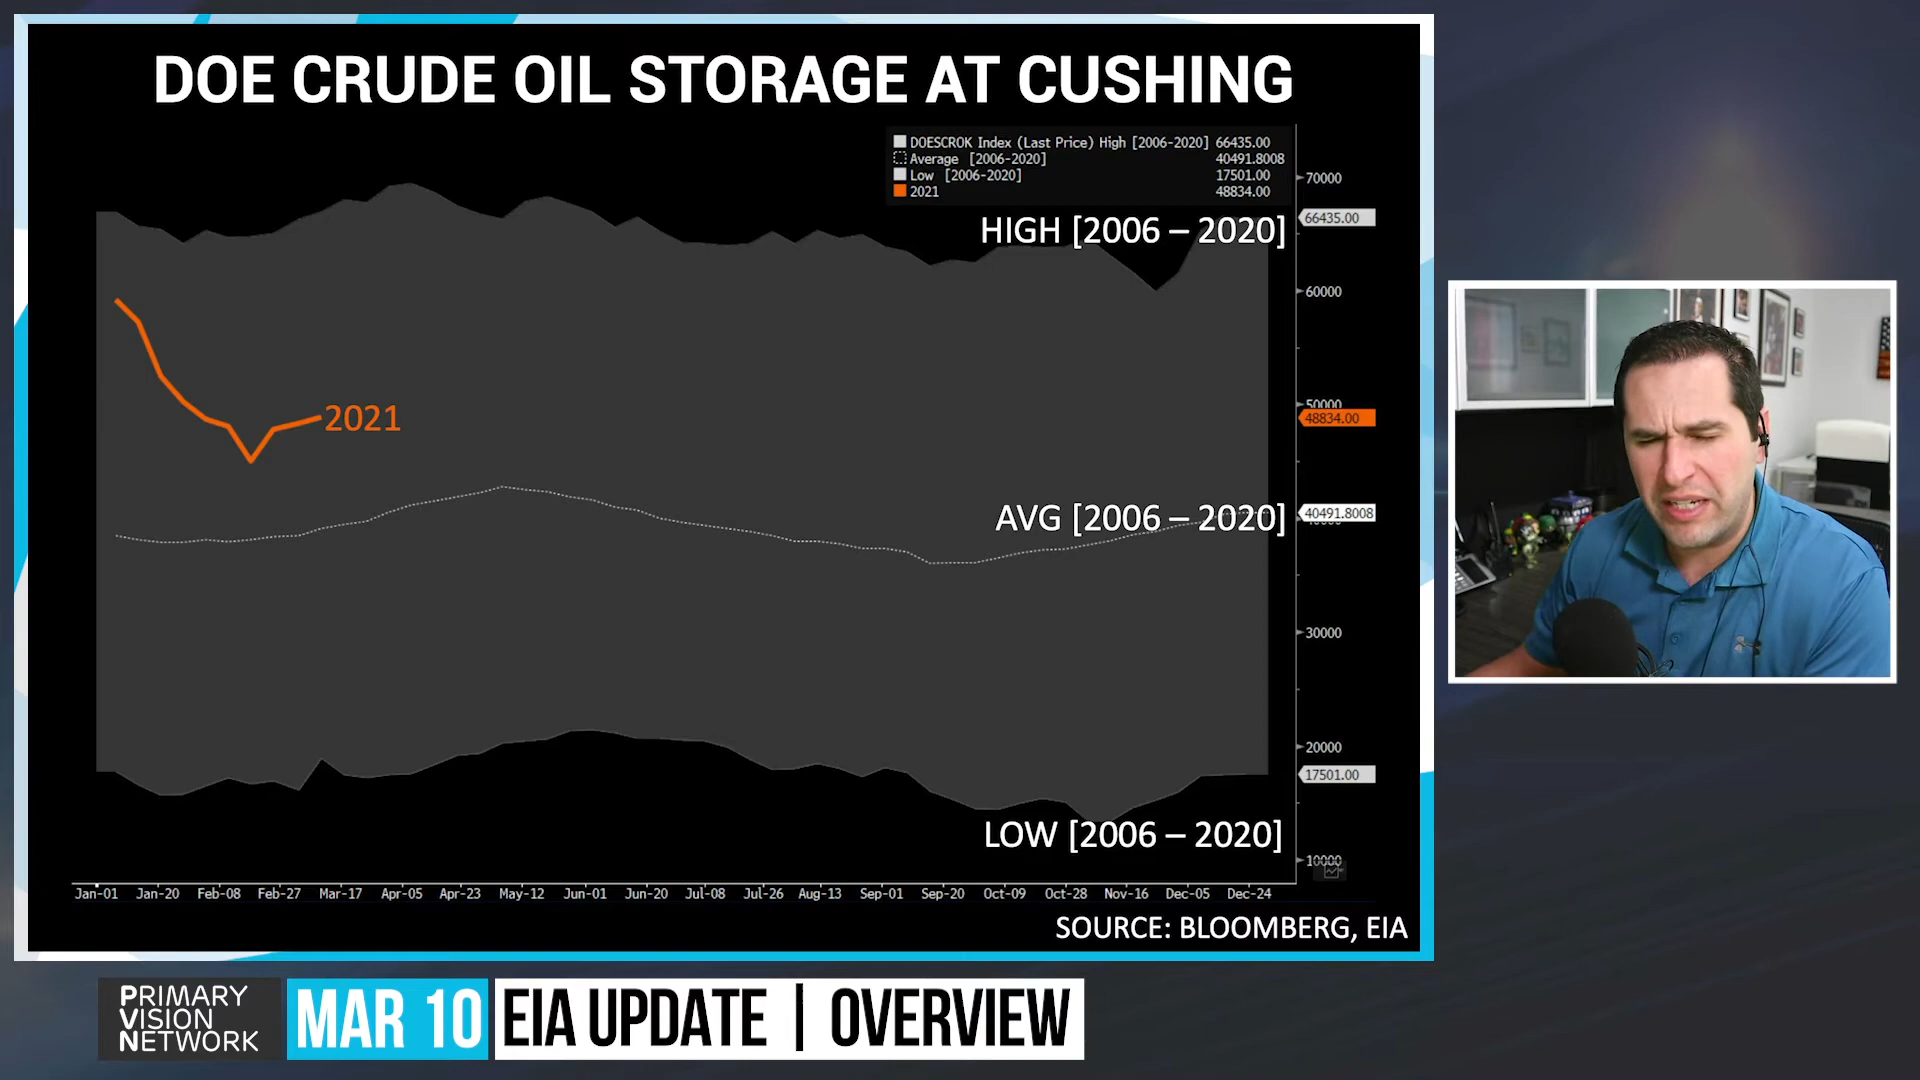 DOE CRUDE OIL STORAGE AT CUSHING
DOESCROK Index (Last Price) High [2006-2020] 66435.00
Average [2006-2020] 40491.8008
Low [2006-2020] 17501.00
2021 48834.00
70000
HIGH [2006 – 2020]
66435.00
60000
50000
48834.00
2021
AVG [2006 – 2020]
40491.8008
30000
20000
17501.00
LOW [2006 – 2020]
10000
Jan-01 Jan-20 Feb-08 Feb-27 Mar-17 Apr-05 Apr-23 May-12 Jun-01 Jun-20 Jul-08 Jul-26 Aug-13 Sep-01 Sep-20 Oct-09 Oct-28 Nov-16 Dec-05 Dec-24
SOURCE: BLOOMBERG, EIA
PRIMARY
VISION
NETWORK
MAR 10
EIA UPDATE | OVERVIEW